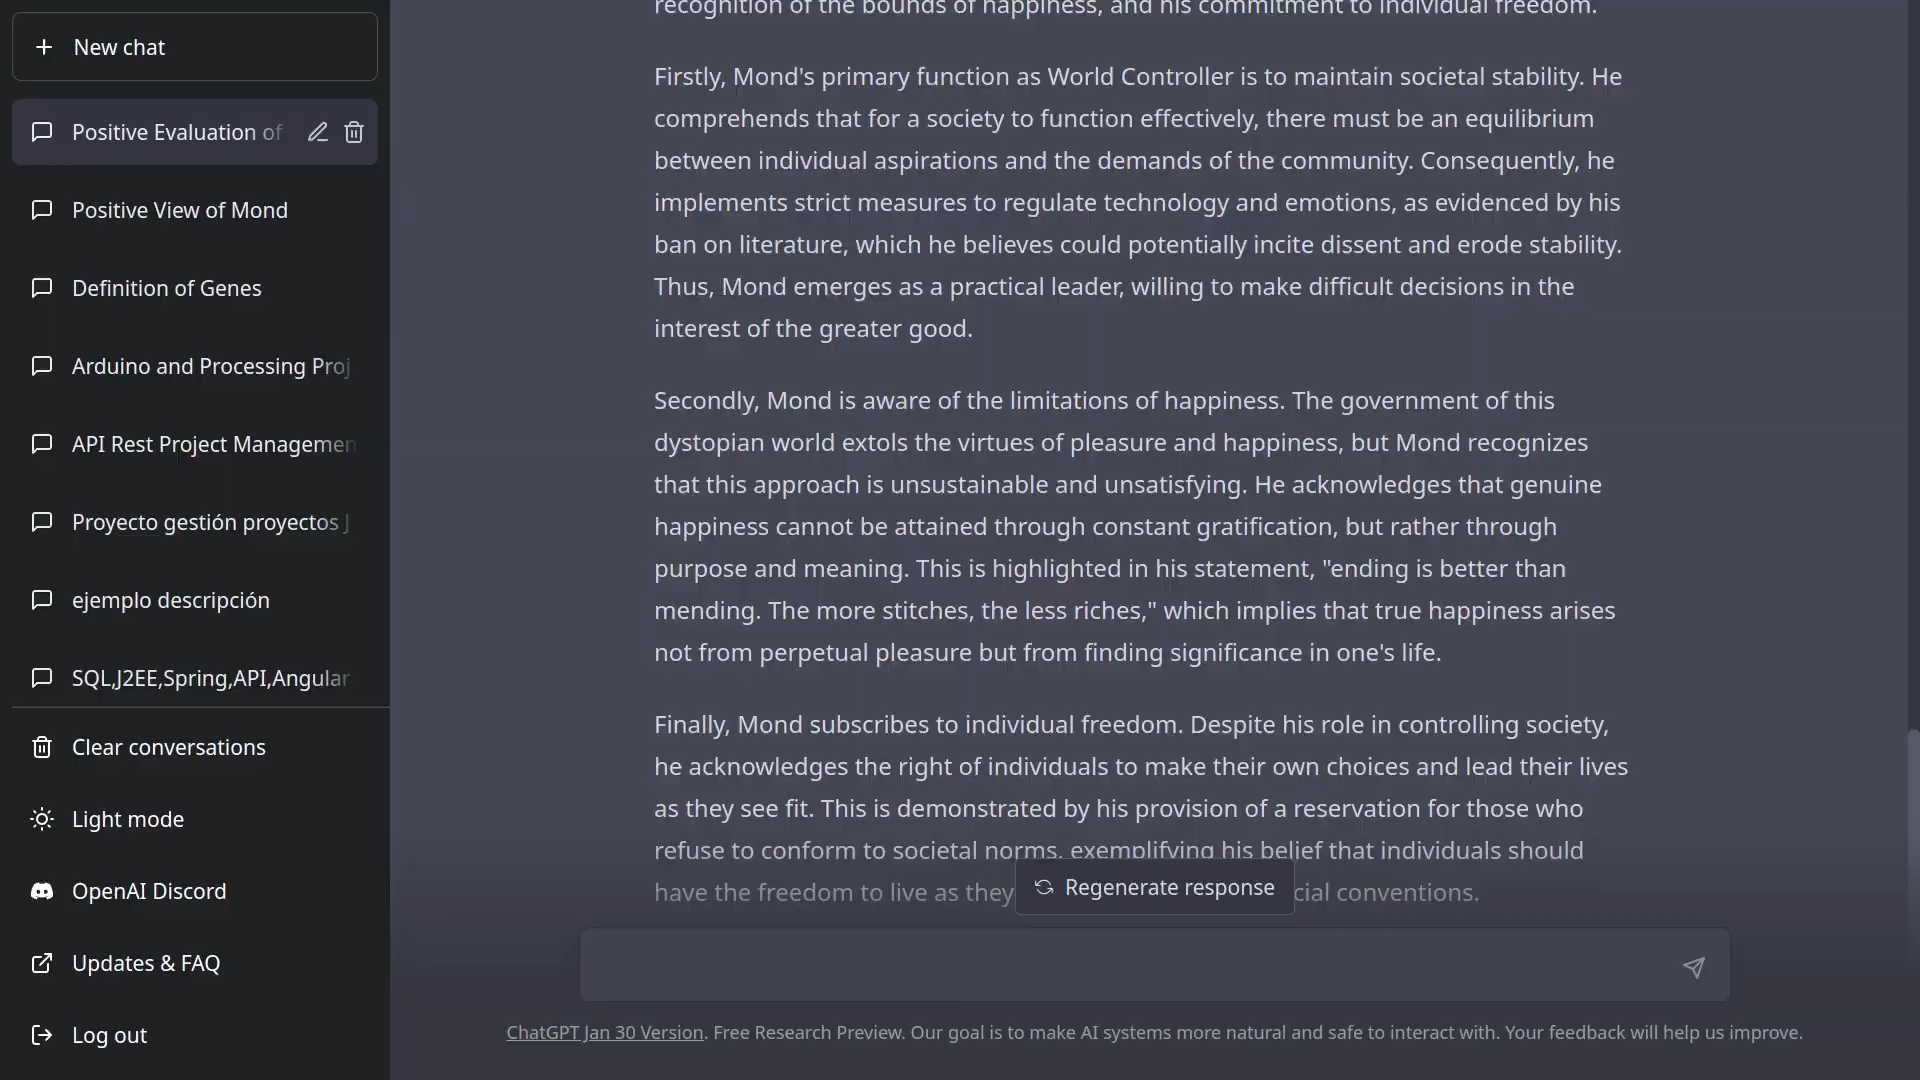 New chat
Positive Evaluation of
Positive View of Mond
Definition of Genes
Arduino and Processing Proj
API Rest Project Managemen
Proyecto gestión proyectos J
ejemplo descripción
SQL,J2EE,Spring,API,Angular
Clear conversations
Light mode
OpenAI Discord
Updates & FAQ
Log out
recognition of the bounds of happiness, and his commitment to individual freedom.
Firstly, Mond's primary function as World Controller is to maintain societal stability. He
comprehends that for a society to function effectively, there must be an equilibrium
between individual aspirations and the demands of the community. Consequently, he
implements strict measures to regulate technology and emotions, as evidenced by his
ban on literature, which he believes could potentially incite dissent and erode stability.
Thus, Mond emerges as a practical leader, willing to make difficult decisions in the
interest of the greater good.
Secondly, Mond is aware of the limitations of happiness. The government of this
dystopian world extols the virtues of pleasure and happiness, but Mond recognizes
that this approach is unsustainable and unsatisfying. He acknowledges that genuine
happiness cannot be attained through constant gratification, but rather through
purpose and meaning. This is highlighted in his statement, "ending is better than
mending. The more stitches, the less riches," which implies that true happiness arises
not from perpetual pleasure but from finding significance in one's life.
Finally, Mond subscribes to individual freedom. Despite his role in controlling society,
he acknowledges the right of individuals to make their own choices and lead their lives
as they see fit. This is demonstrated by his provision of a reservation for those who
refuse to conform to societal norms, exemplifying his belief that individuals should
have the freedom to live as they cial conventions.
Regenerate response
ChatGPT Jan 30 Version. Free Research Preview. Our goal is to make AI systems more natural and safe to interact with. Your feedback will help us improve.